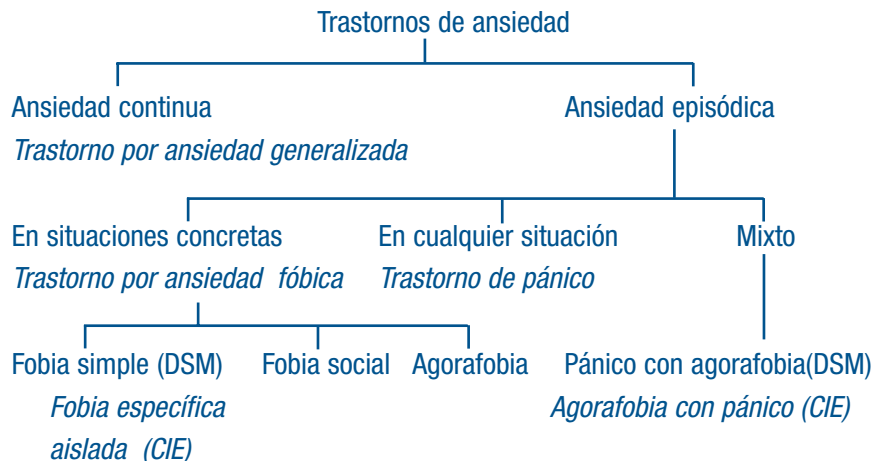 Trastornos de ansiedad
Ansiedad continua
Ansiedad episódica
Trastorno por ansiedad generalizada
En situaciones concretas
En cualquier situación
Mixto
Trastorno por ansiedad fóbica
Trastorno de pánico
Fobia simple (DSM)
Fobia social
Agorafobia
Pánico con agorafobia(DSM)
Fobia específica
Agorafobia con pánico (CIE)
aislada (CIE)